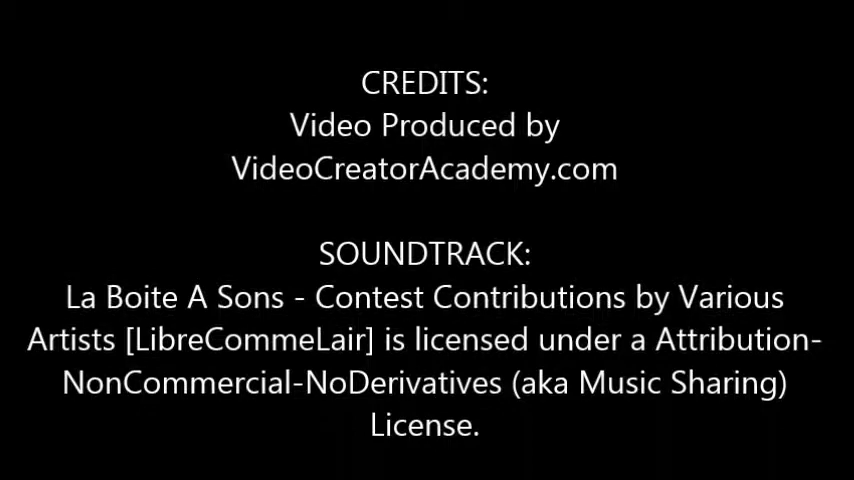 CREDITS:
Video Produced by
VideoCreatorAcademy.com
SOUNDTRACK:
La Boite A Sons - Contest Contributions by Various
Artists [LibreCommeLair] is licensed under a Attribution-
NonCommercial-NoDerivatives (aka Music Sharing)
License.